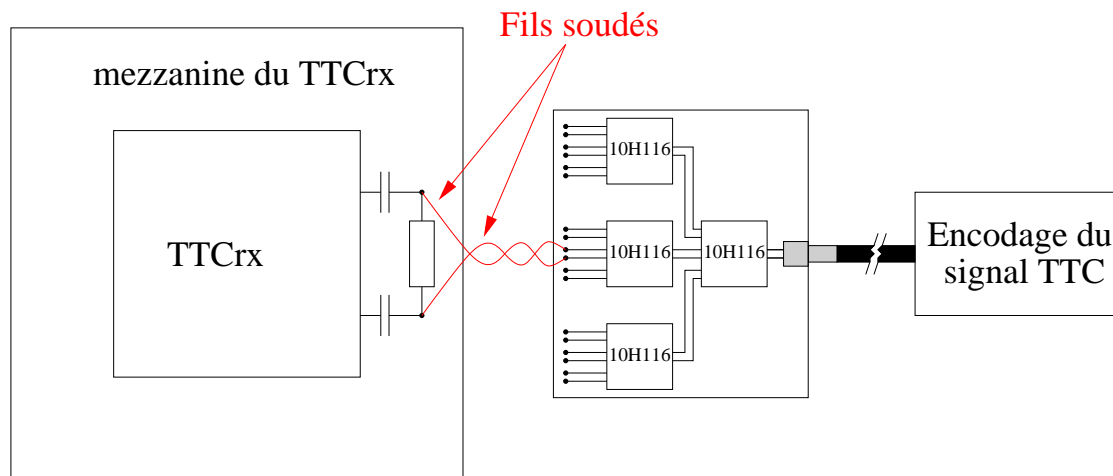 Fils soudés
mezzanine du TTCrx
TTCrx
10H116
10H116
10H116
10H116
Encodage du
signal TTC